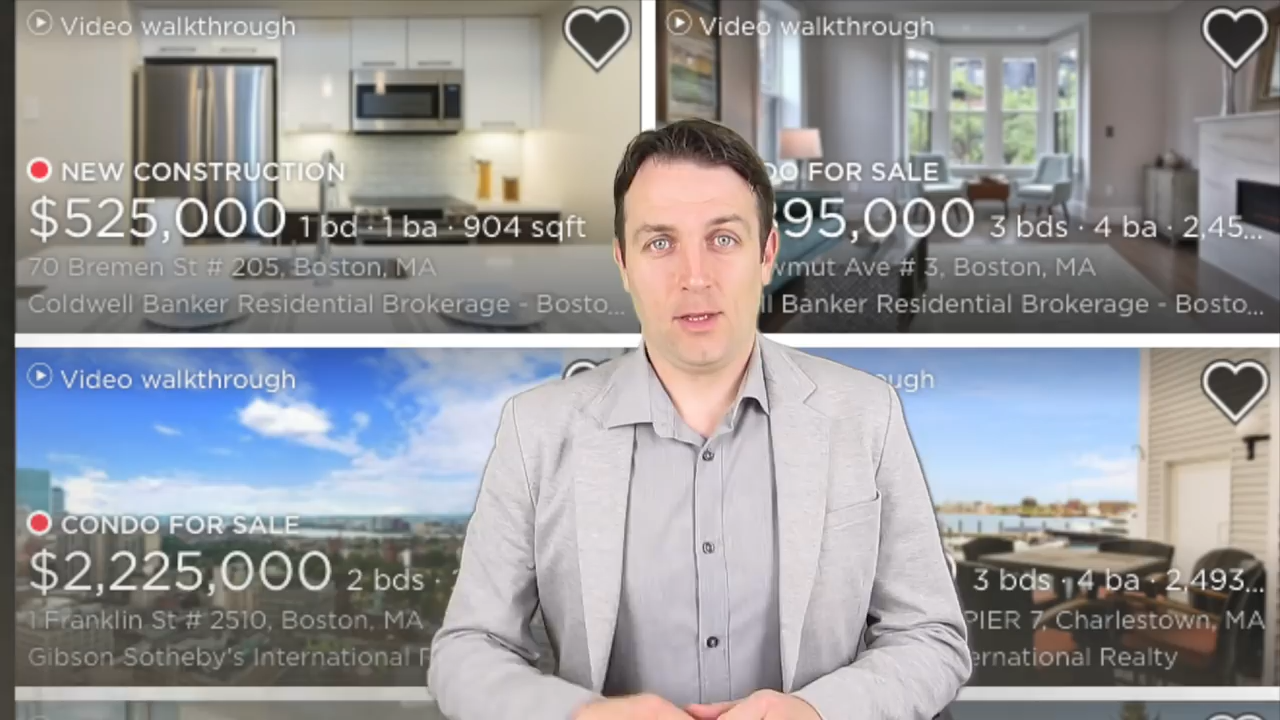 Video walkthrough
NEW CONSTRUCTION
$525,000 1 bd · 1 ba · 904 sqft
70 Bremen St # 205, Boston, MA
Coldwell Banker Residential Brokerage - Bosto...
Video walkthrough
FOR SALE
95,000 3 bds · 4 ba · 2,45...
Ave # 3, Boston, MA
Banker Residential Brokerage - Bosto...
Video walkthrough
CONDO FOR SALE
$2,225,000 2 bds ·
1 Franklin St # 2510, Boston, MA
Gibson Sotheby's International
3 bds · 4 ba · 2,493...
PIER 7, Charlestown, MA
Realty